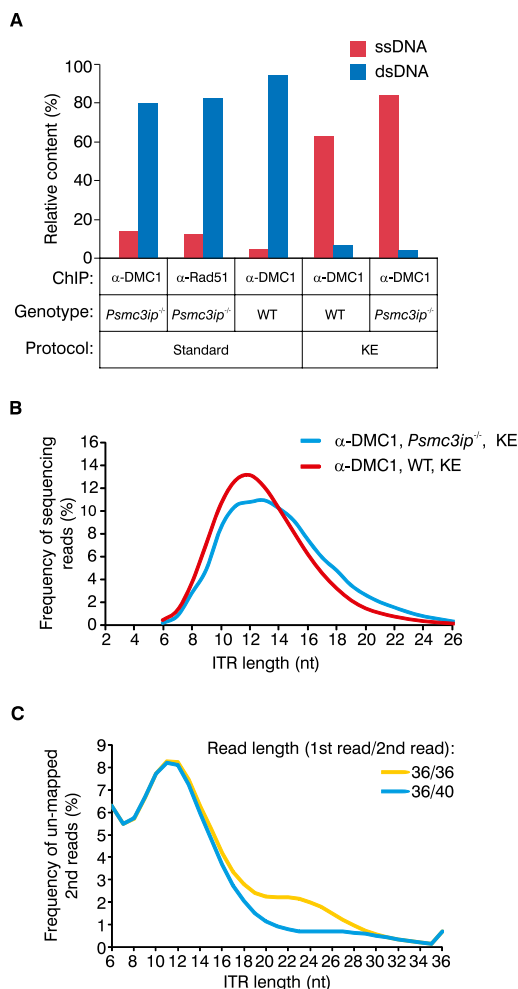 A
ssDNA
dsDNA
Relative content (%)
100
80
60
40
20
0
ChIP: α-DMC1 α-Rad51 α-DMC1 α-DMC1 α-DMC1
Genotype: Psmc3ip-/- Psmc3ip-/- WT WT Psmc3ip-/-
Protocol: Standard KE
B
α-DMC1, Psmc3ip-/-, KE
α-DMC1, WT, KE
Frequency of sequencing
reads (%)
16
14
12
10
8
6
4
2
0
2 4 6 8 10 12 14 16 18 20 22 24 26
ITR length (nt)
C
Read length (1st read/2nd read):
36/36
36/40
Frequency of un-mapped
2nd reads (%)
9
8
7
6
5
4
3
2
1
0
6 8 10 12 14 16 18 20 22 24 26 28 30 32 34 36
ITR length (nt)